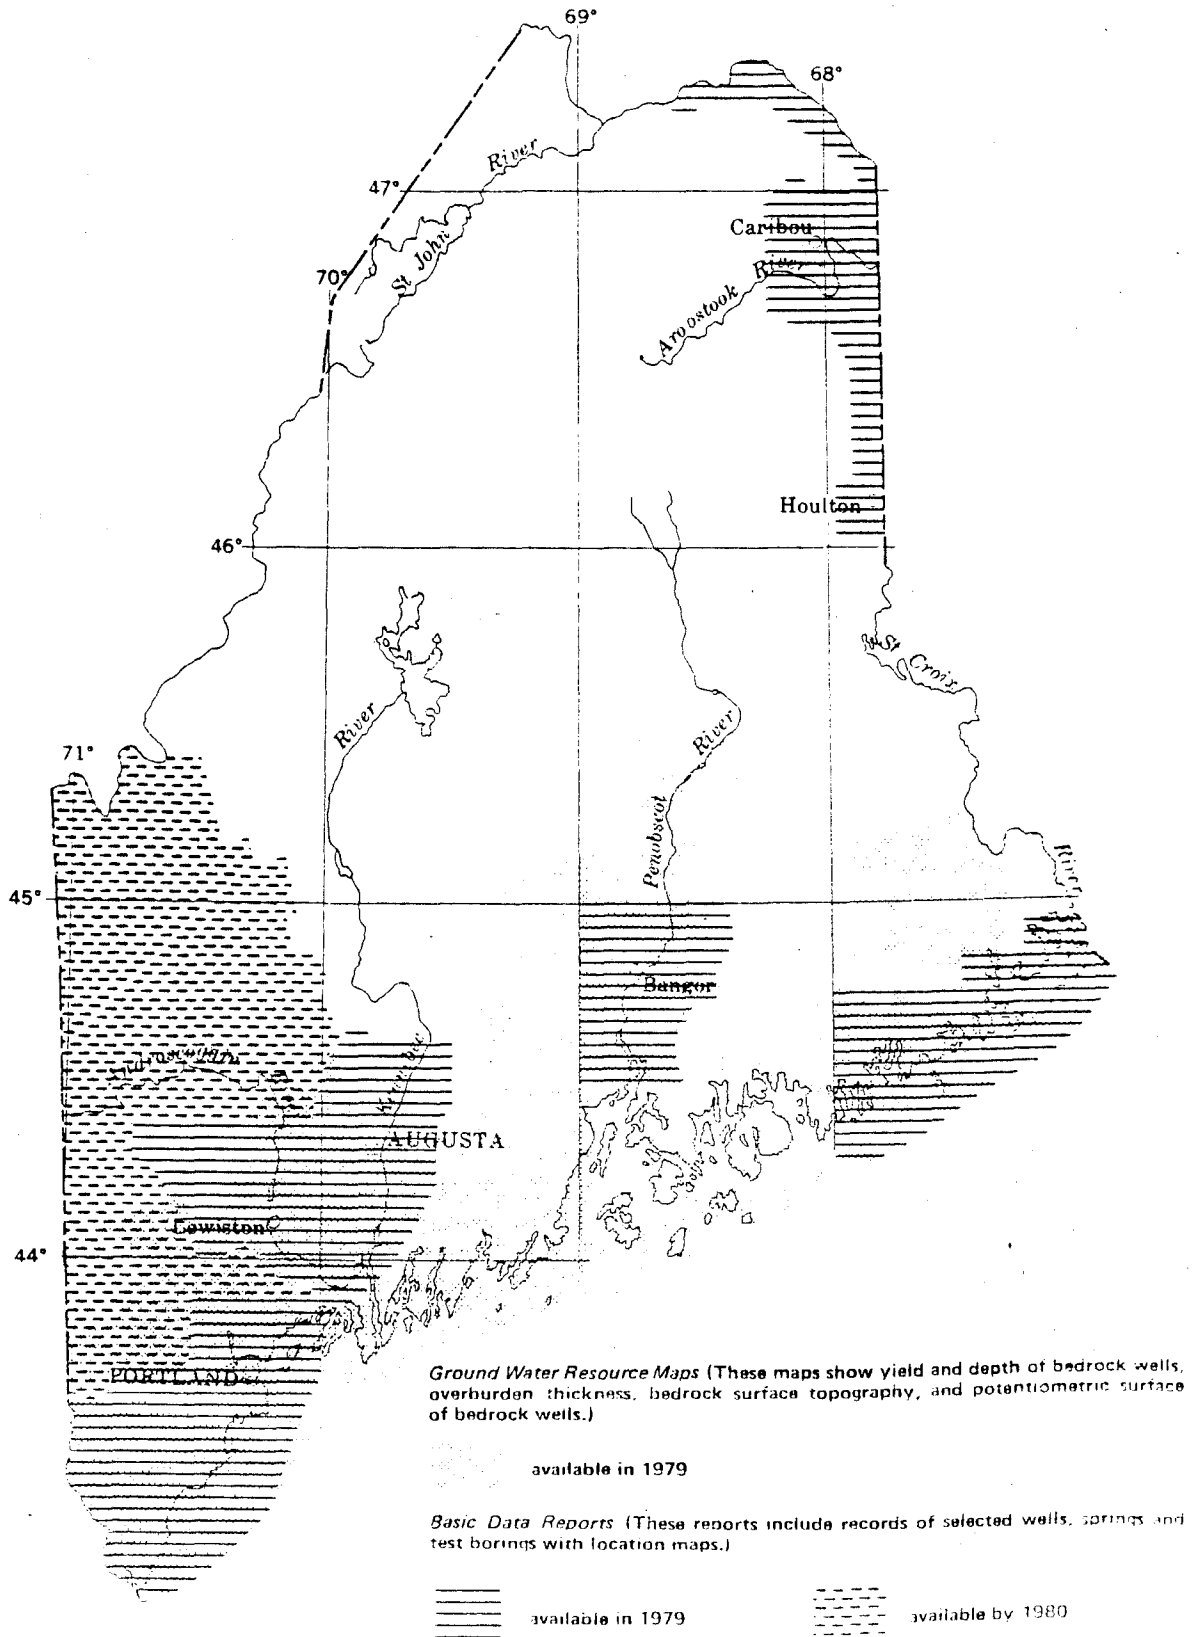 69°
68°
River
47°
Caribou
St John
70°
River
Aroostook
Houlton
46°
St Croix
River
River
71°
Penobscot
River
45°
Bangor
Androscoggin
Kennebec
AUGUSTA
Lewiston
44°
PORTLAND
Ground Water Resource Maps (These maps show yield and depth of bedrock wells,
overburden thickness, bedrock surface topography, and potentiometric surface
of bedrock wells.)
available in 1979
Basic Data Reports (These reports include records of selected wells, springs and
test borings with location maps.)
available in 1979
available by 1980